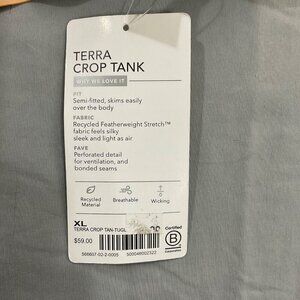 TERRA
CROP TANK
WHY WE LOVE IT
FIT
Semi-fitted, skims easily
over the body
FABRIC
Recycled Featherweight Stretch™
fabric feels silky
sleek and light as air
FAVE
Perforated detail
for ventilation, and
bonded seams
Recycled
Material
Breathable
Wicking
XL
TERRA CROP TAN-TUGL
$59.00
Certified
B